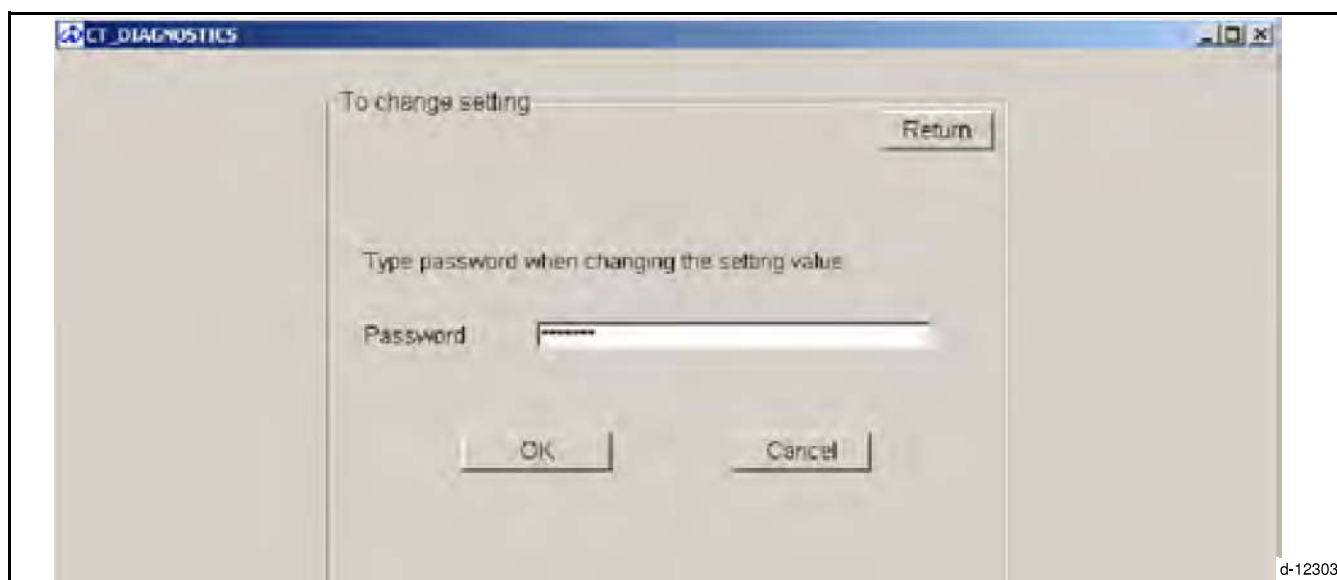 CT_DIAGNOSTICS
To change setting
Return
Type password when changing the setting value
Password -------
OK
Cancel
d-12303